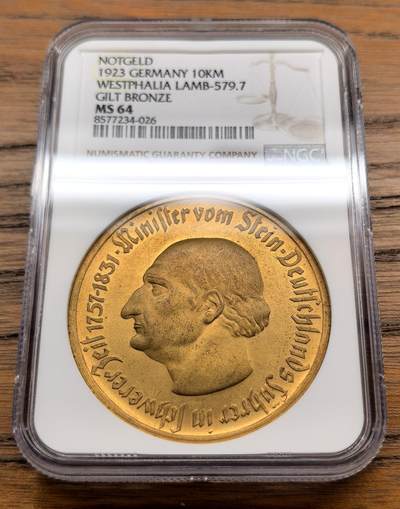 NOTGELD
1923 GERMANY 10KM
WESTPHALIA LAMB-579.7
GILT BRONZE
MS 64
8577234-026
NUMISMATIC GUARANTY COMPANY NGC
Minister vom Stein·Deutschlands Führer in schwerer Zeit 1757-1831·